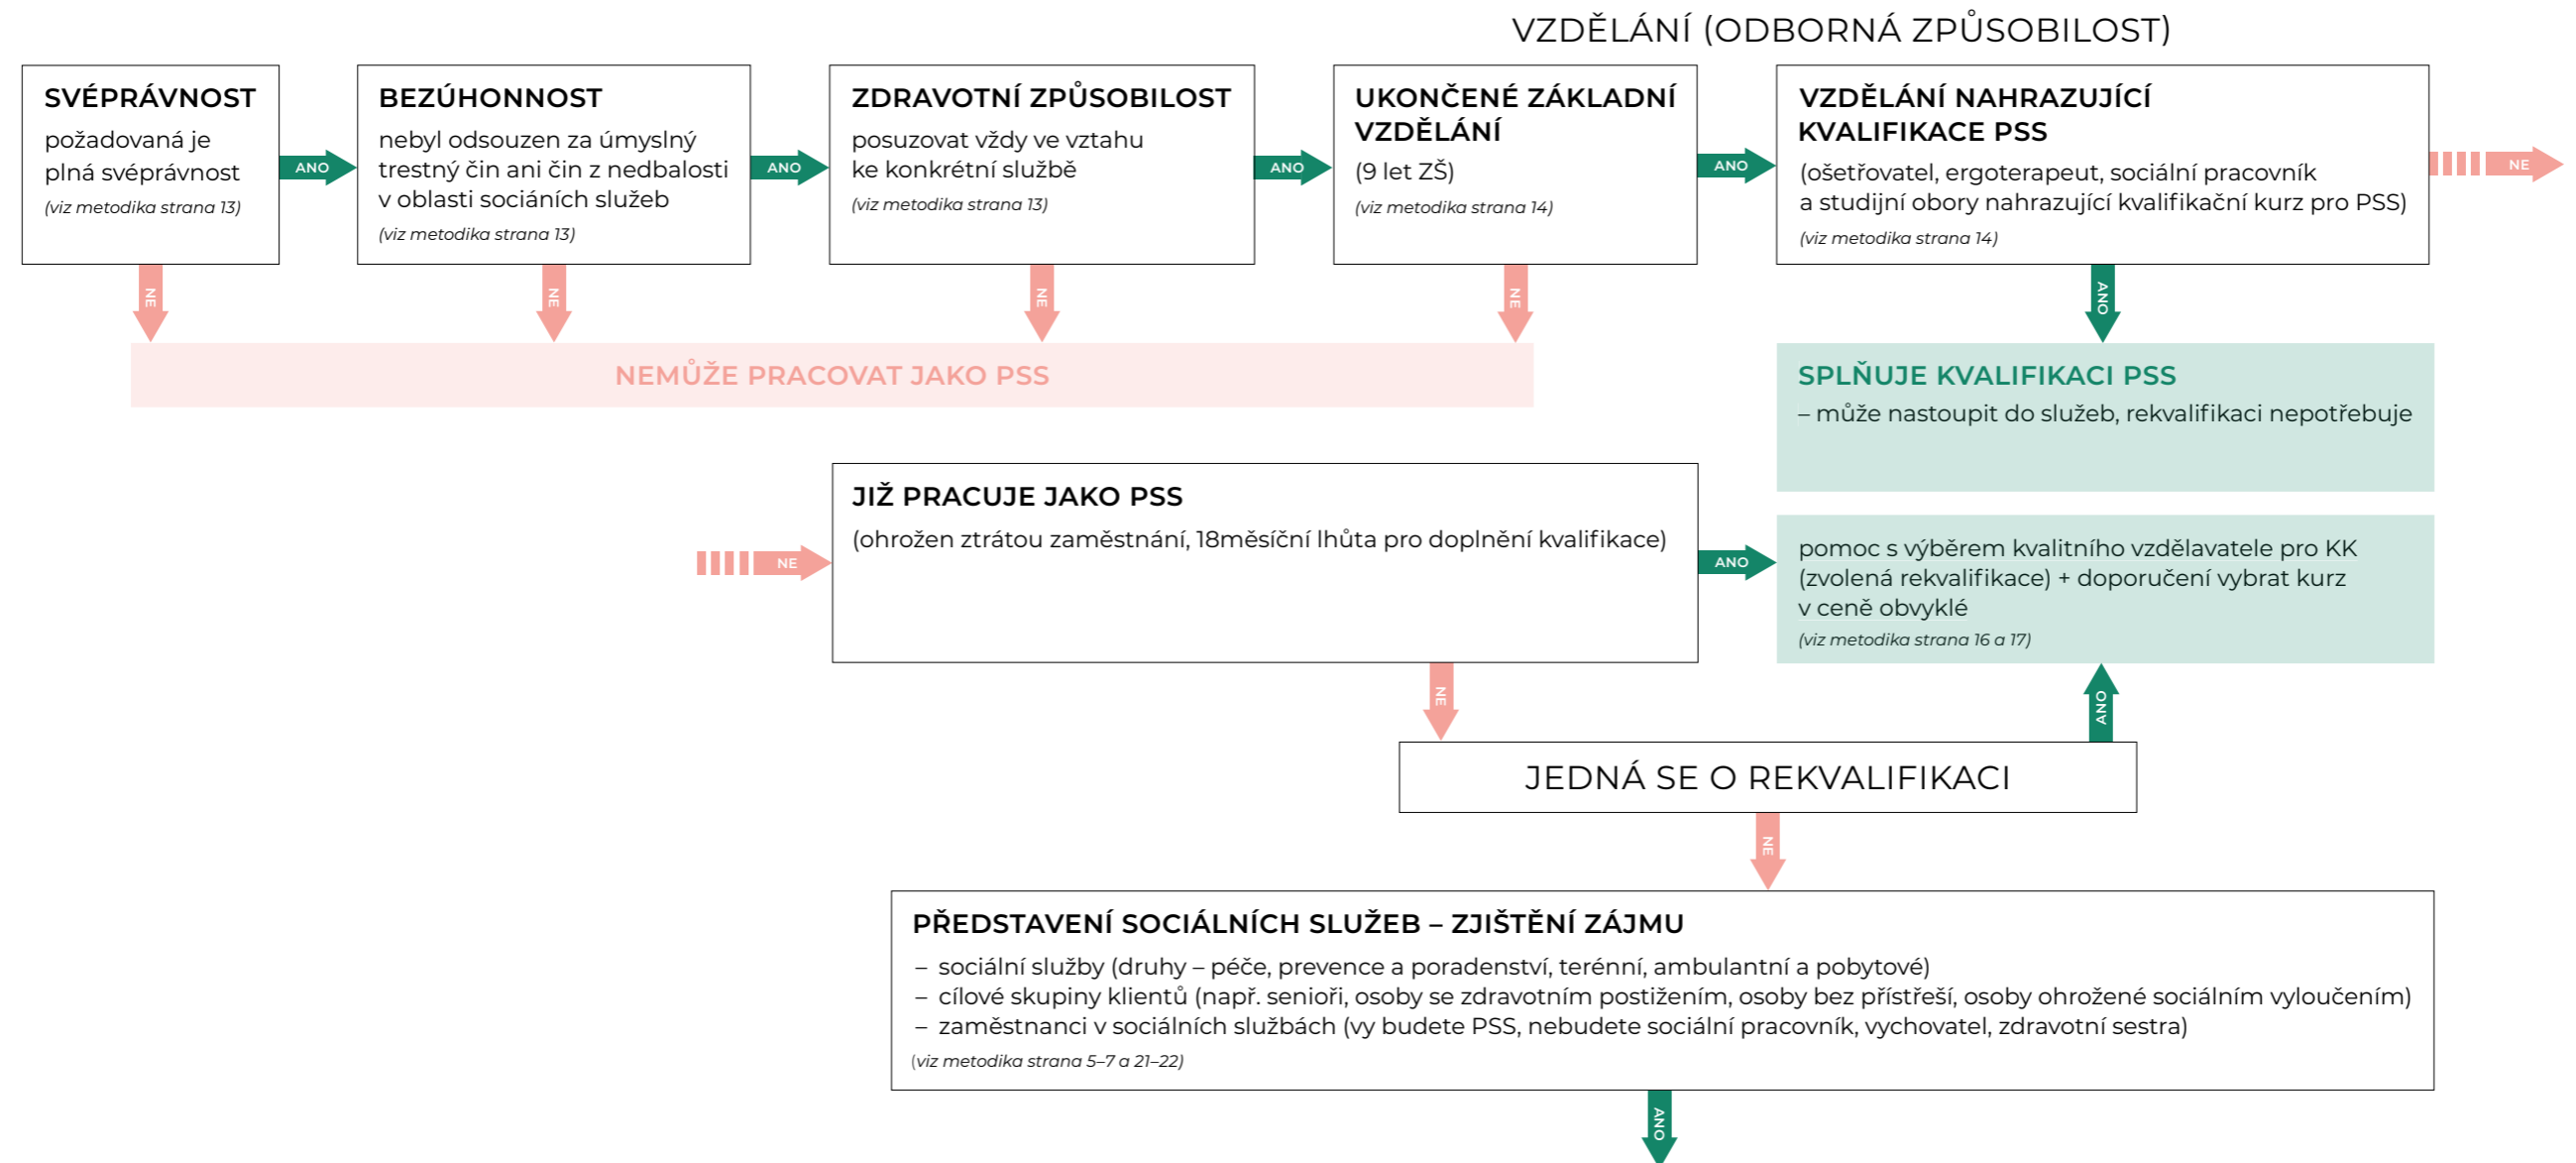 VZDĚLÁNÍ (ODBORNÁ ZPŮSOBILOST)
SVÉPRÁVNOST
požadovaná je
plná svéprávnost
(viz metodika strana 13)
ANO
BEZÚHONNOST
nebyl odsouzen za úmyslný
trestný čin ani čin z nedbalosti
v oblasti sociáních služeb
(viz metodika strana 13)
ANO
ZDRAVOTNÍ ZPŮSOBILOST
posuzovat vždy ve vztahu
ke konkrétní službě
(viz metodika strana 13)
ANO
UKONČENÉ ZÁKLADNÍ
VZDĚLÁNÍ
(9 let ZŠ)
(viz metodika strana 14)
ANO
VZDĚLÁNÍ NAHRAZUJÍCÍ
KVALIFIKACE PSS
(ošetřovatel, ergoterapeut, sociální pracovník
a studijní obory nahrazující kvalifikační kurz pro PSS)
(viz metodika strana 14)
NE
NE
NE
NE
NE
ANO
NEMŮŽE PRACOVAT JAKO PSS
SPLŇUJE KVALIFIKACI PSS
– může nastoupit do služeb, rekvalifikaci nepotřebuje
NE
JIŽ PRACUJE JAKO PSS
(ohrožen ztrátou zaměstnání, 18měsíční lhůta pro doplnění kvalifikace)
ANO
pomoc s výběrem kvalitního vzdělavatele pro KK
(zvolená rekvalifikace) + doporučení vybrat kurz
v ceně obvyklé
(viz metodika strana 16 a 17)
NE
ANO
JEDNÁ SE O REKVALIFIKACI
NE
PŘEDSTAVENÍ SOCIÁLNÍCH SLUŽEB – ZJIŠTĚNÍ ZÁJMU
– sociální služby (druhy – péče, prevence a poradenství, terénní, ambulantní a pobytové)
– cílové skupiny klientů (např. senioři, osoby se zdravotním postižením, osoby bez přístřeší, osoby ohrožené sociálním vyloučením)
– zaměstnanci v sociálních službách (vy budete PSS, nebudete sociální pracovník, vychovatel, zdravotní sestra)
(viz metodika strana 5–7 a 21–22)
ANO